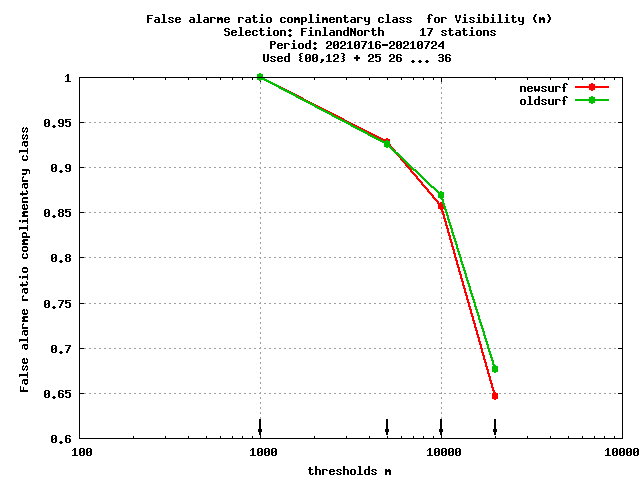 False alarme ratio complimentary class  for Visibility (m)
Selection: FinlandNorth     17 stations
Period: 20210716-20210724
Used {00,12} + 25 26 ... 36
newsurf
oldsurf
False alarme ratio complimentary class
1
0.95
0.9
0.85
0.8
0.75
0.7
0.65
0.6
100 1000 10000 100000
thresholds m